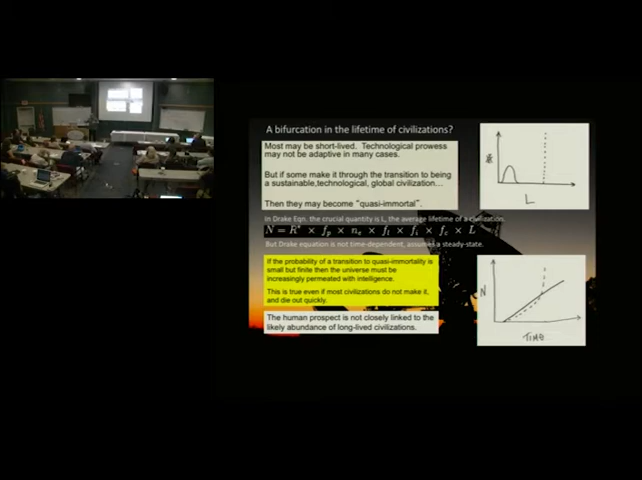 A bifurcation in the lifetime of civilizations?
Most may be short-lived. Technological prowess
may not be adaptive in many cases.
But if some make it through the transition to being
a sustainable,technological, global civilization...
Then they may become "quasi-immortal".
L
In Drake Eqn. the crucial quantity is L, the average lifetime of a civilization.
N = R* × fp × ne × fl × fi × fc × L
But Drake equation is not time-dependent, assumes a steady-state.
If the probability of a transition to quasi-immortality is
small but finite then the universe must be
increasingly permeated with intelligence.
This is true even if most civilizations do not make it,
and die out quickly.
N
TIME
The human prospect is not closely linked to the
likely abundance of long-lived civilizations.